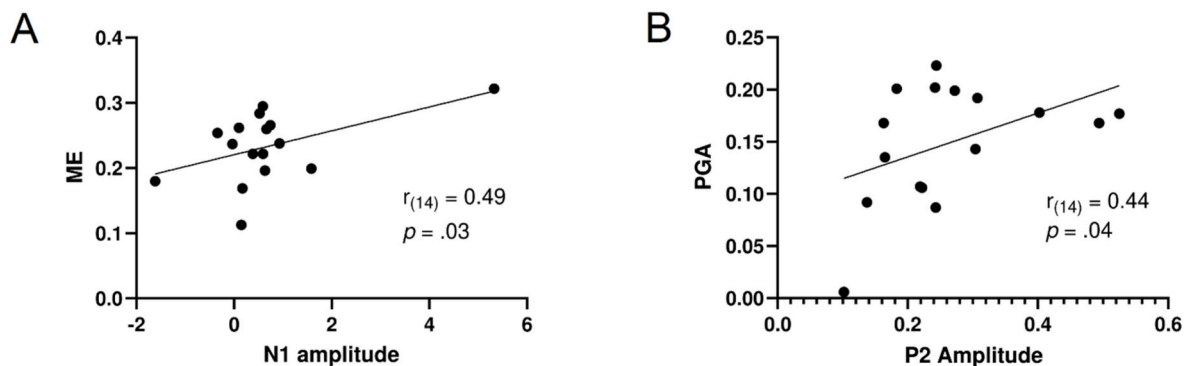 A
0.4
0.3
0.2
0.1
0.0
ME
-2
0
2
4
6
N1 amplitude
r(14) = 0.49
p = .03
B
0.25
0.20
0.15
0.10
0.05
0.00
PGA
0.0
0.2
0.4
0.6
P2 Amplitude
r(14) = 0.44
p = .04